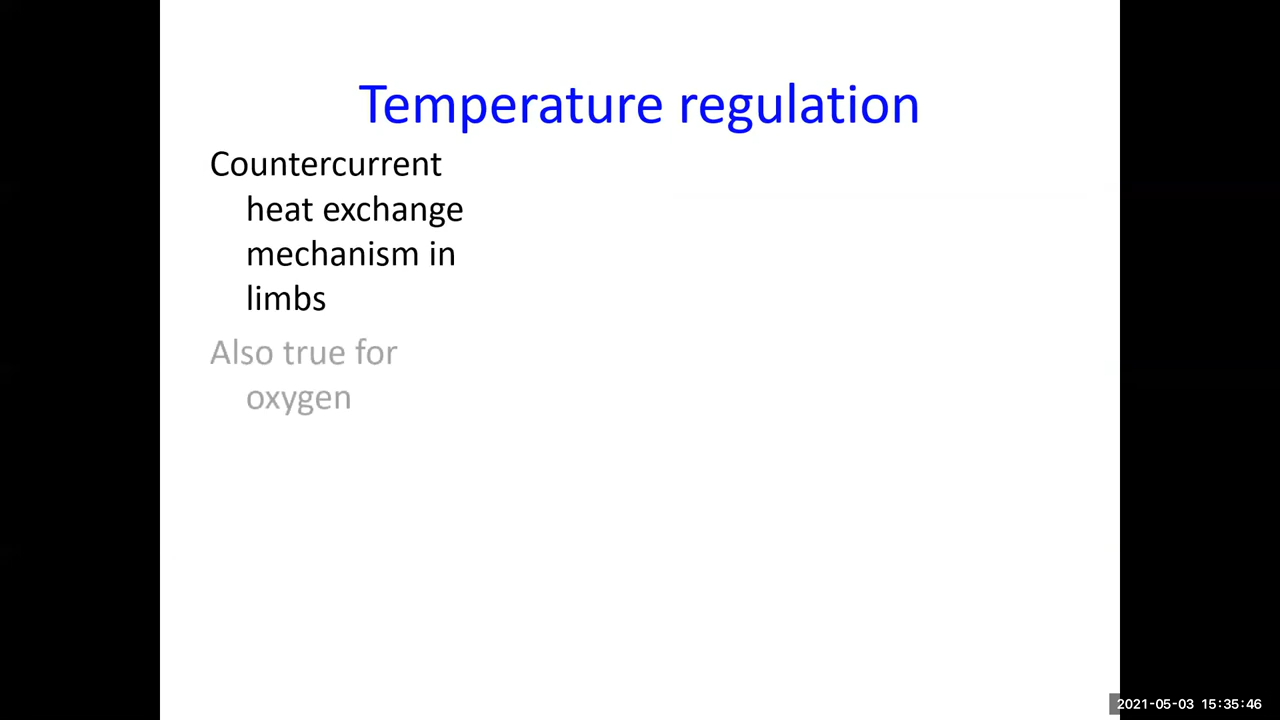 Temperature regulation
Countercurrent
heat exchange
mechanism in
limbs
Also true for
oxygen
2021-05-03 15:35:46